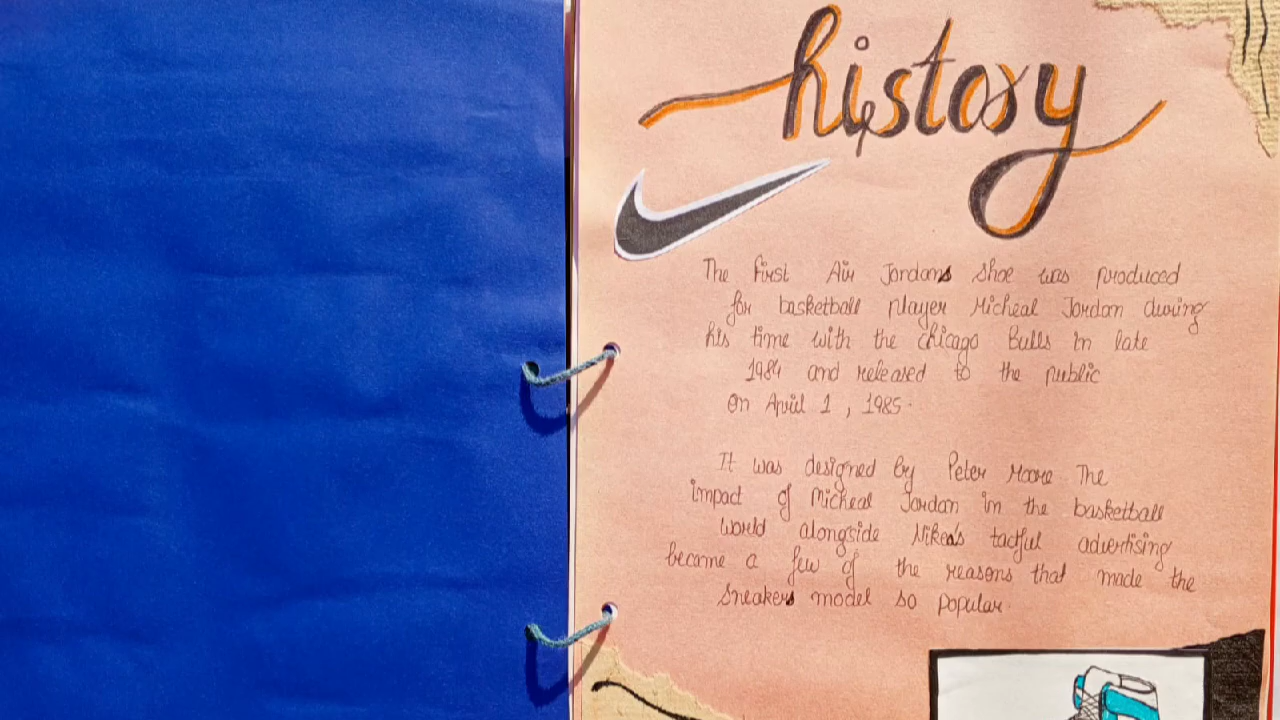 history
The first Air Jordans shoe was produced
for basketball player Micheal Jordan during
his time with the chicago Bulls in late
1984 and released to the public
on April 1, 1985.
It was designed by Peter Moore The
impact of Micheal Jordan in the basketball
world alongside Nikea's tactful advertising
became a few of the reasons that made the
sneakers model so popular.